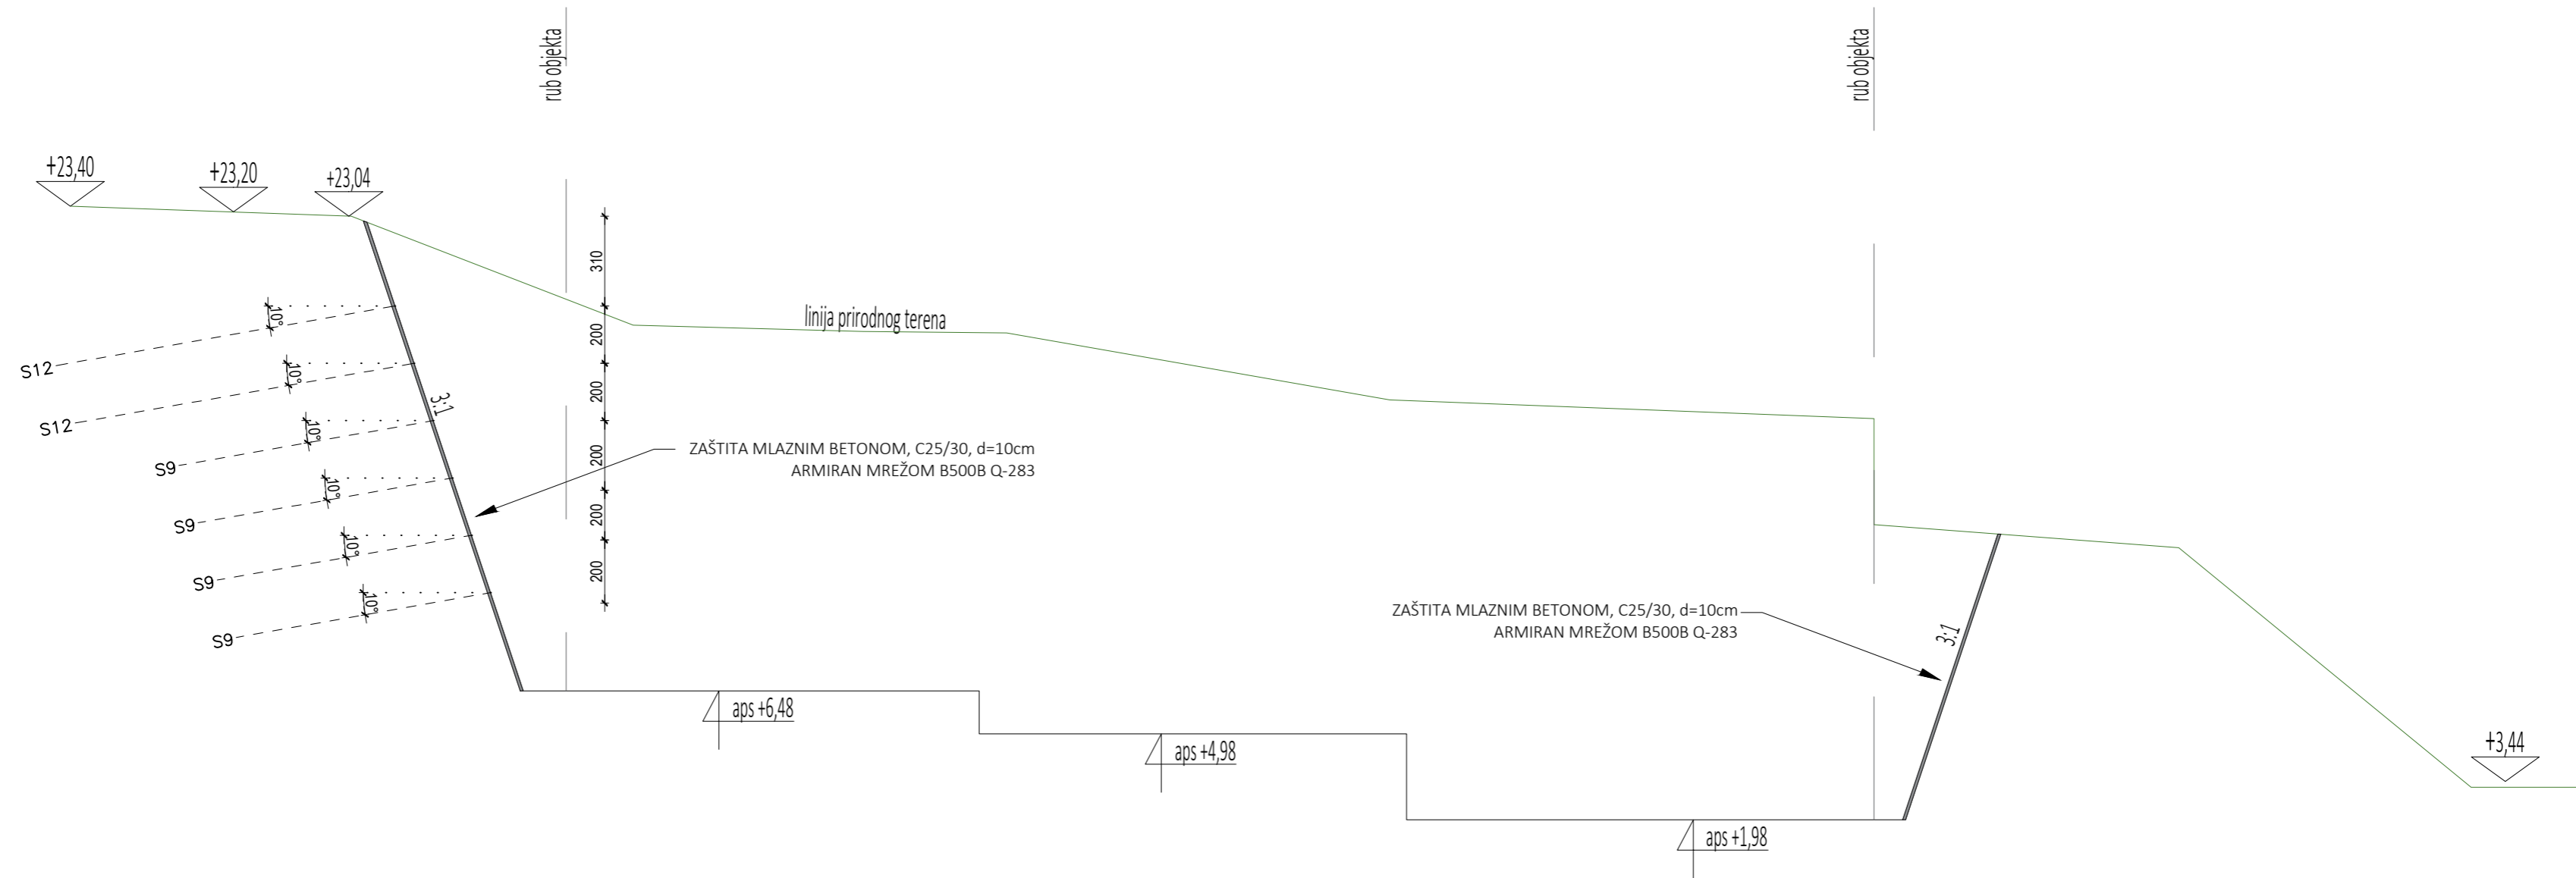 rub objekta
rub objekta
+23,40
+23,20
+23,04
310
200
200
200
200
200
linija prirodnog terena
10°
10°
10°
10°
10°
10°
S12
S12
S9
S9
S9
S9
3:1
ZAŠTITA MLAZNIM BETONOM, C25/30, d=10cm
ARMIRAN MREŽOM B500B Q-283
ZAŠTITA MLAZNIM BETONOM, C25/30, d=10cm
ARMIRAN MREŽOM B500B Q-283
3:1
aps +6,48
aps +4,98
aps +1,98
+3,44